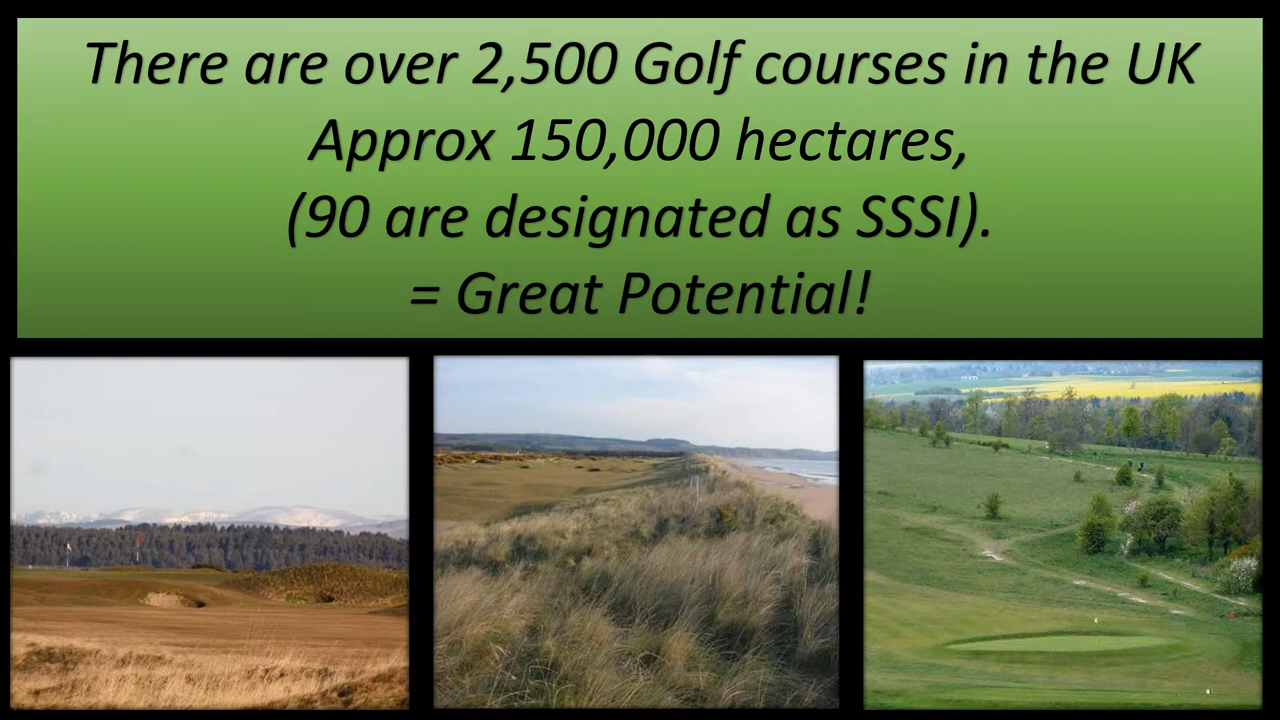 There are over 2,500 Golf courses in the UK
Approx 150,000 hectares,
(90 are designated as SSSI).
= Great Potential!